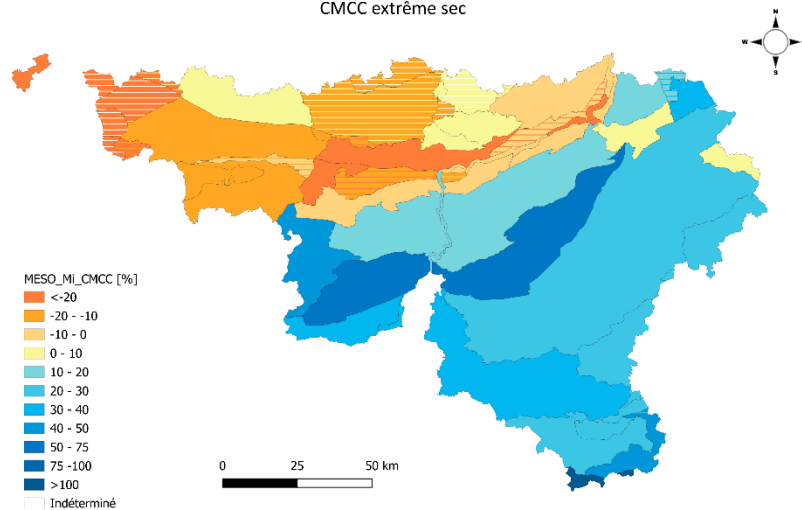 CMCC extrême sec
N
W E
S
MESO_Mi_CMCC [%]
<-20
-20 - -10
-10 - 0
0 - 10
10 - 20
20 - 30
30 - 40
40 - 50
50 - 75
75 -100
>100
Indéterminé
0 25 50 km